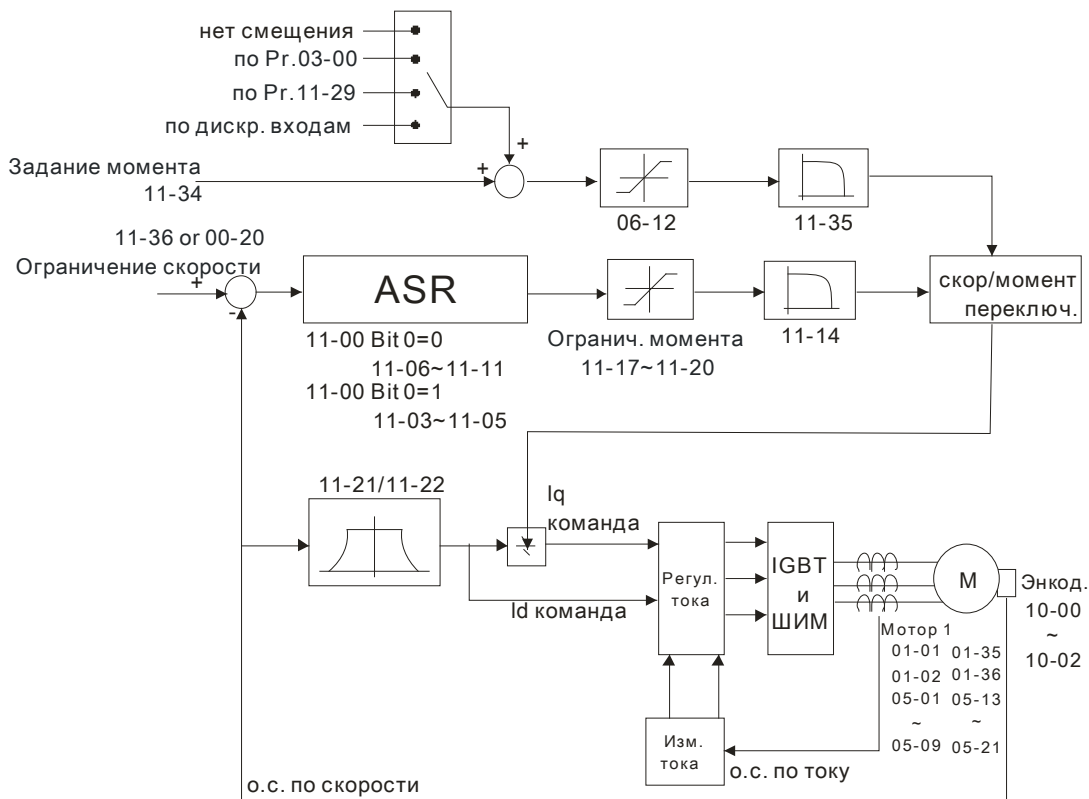 нет смещения
по Pr.03-00
по Pr.11-29
по дискр. входам
+
Задание момента
+
11-34
06-12
11-35
11-36 or 00-20
Ограничение скорости
+
-
ASR
скор/момент
переключ.
11-00 Bit 0=0
11-06~11-11
11-00 Bit 0=1
11-03~11-05
Огранич. момента
11-17~11-20
11-14
11-21/11-22
Iq
команда
Id команда
Регул.
тока
IGBT
и
ШИМ
M
Энкод.
10-00
~
10-02
Мотор 1
01-01 01-35
01-02 01-36
05-01 05-13
~ ~
05-09 05-21
Изм.
тока
о.с. по току
о.с. по скорости